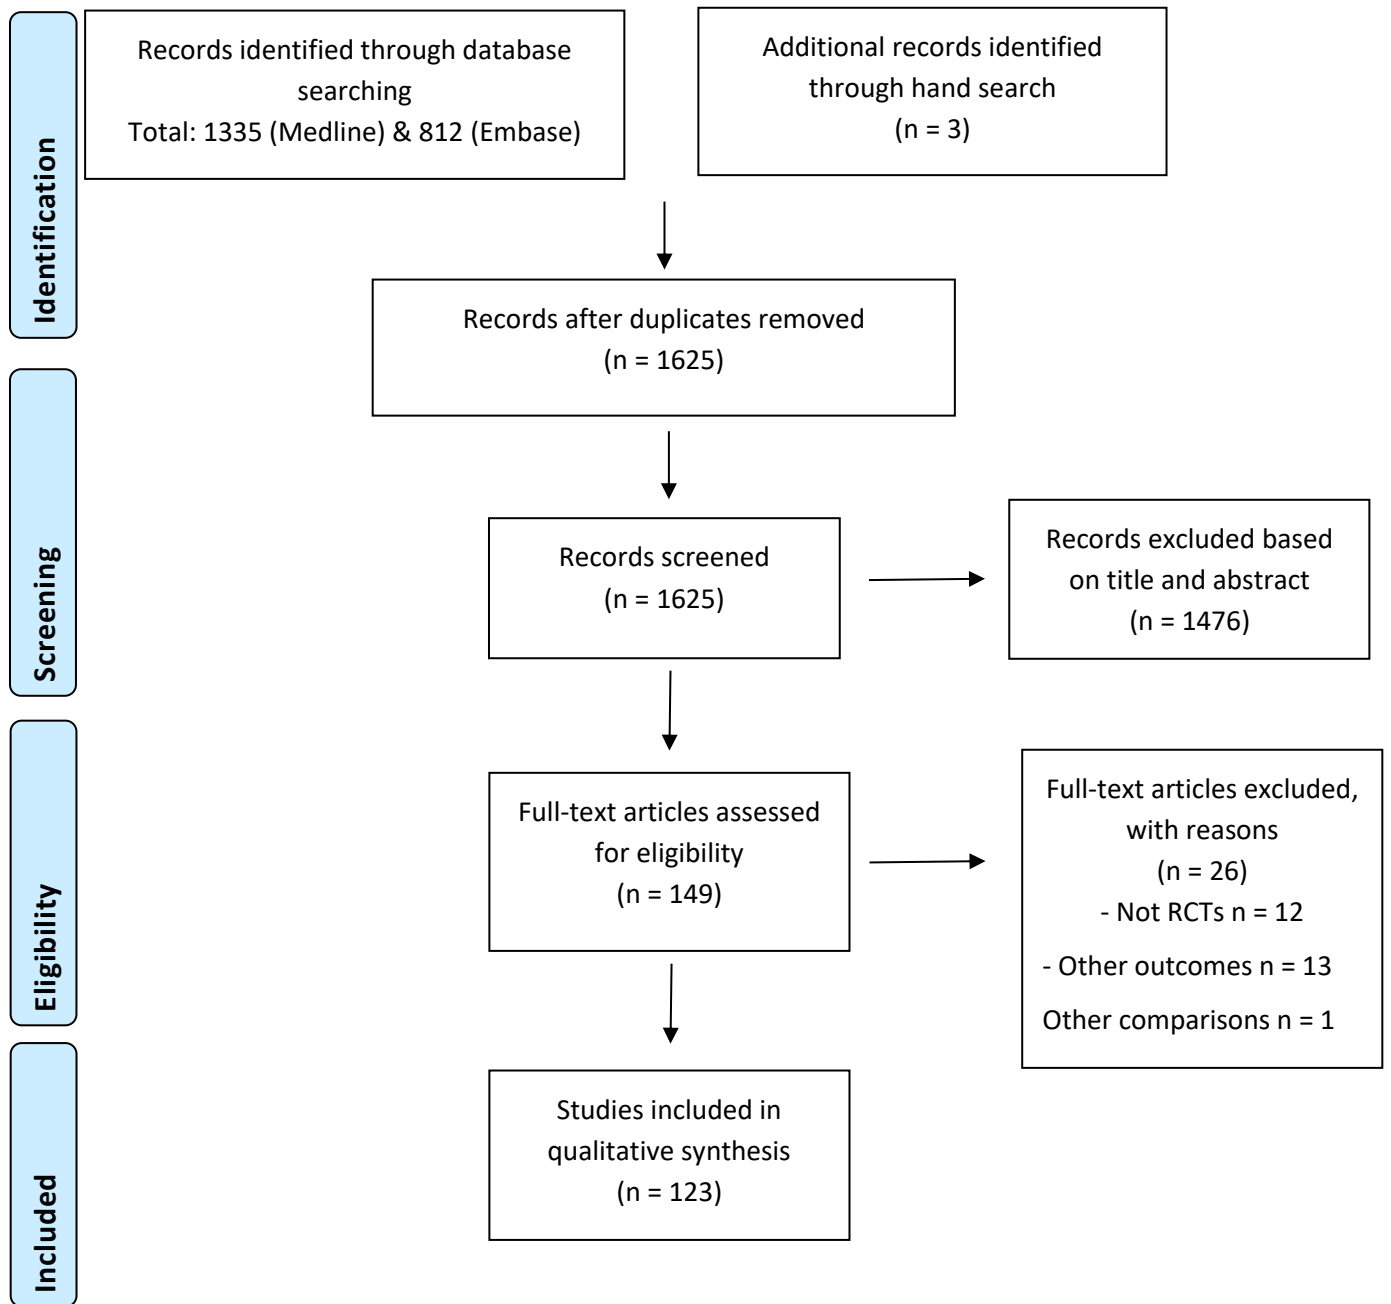 Identification
Records identified through database
searching
Total: 1335 (Medline) & 812 (Embase)
Additional records identified
through hand search
(n = 3)
Records after duplicates removed
(n = 1625)
Screening
Records screened
(n = 1625)
Records excluded based
on title and abstract
(n = 1476)
Eligibility
Full-text articles assessed
for eligibility
(n = 149)
Full-text articles excluded,
with reasons
(n = 26)
- Not RCTs n = 12
- Other outcomes n = 13
Other comparisons n = 1
Included
Studies included in
qualitative synthesis
(n = 123)